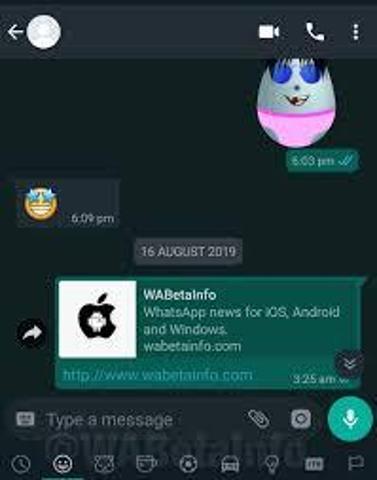 6:03 pm
6:09 pm
16 AUGUST 2019
WABetaInfo
WhatsApp news for iOS, Android
and Windows.
wabetainfo.com
http://www.wabetainfo.com
3:25 am
Type a message
©WABetaInfo